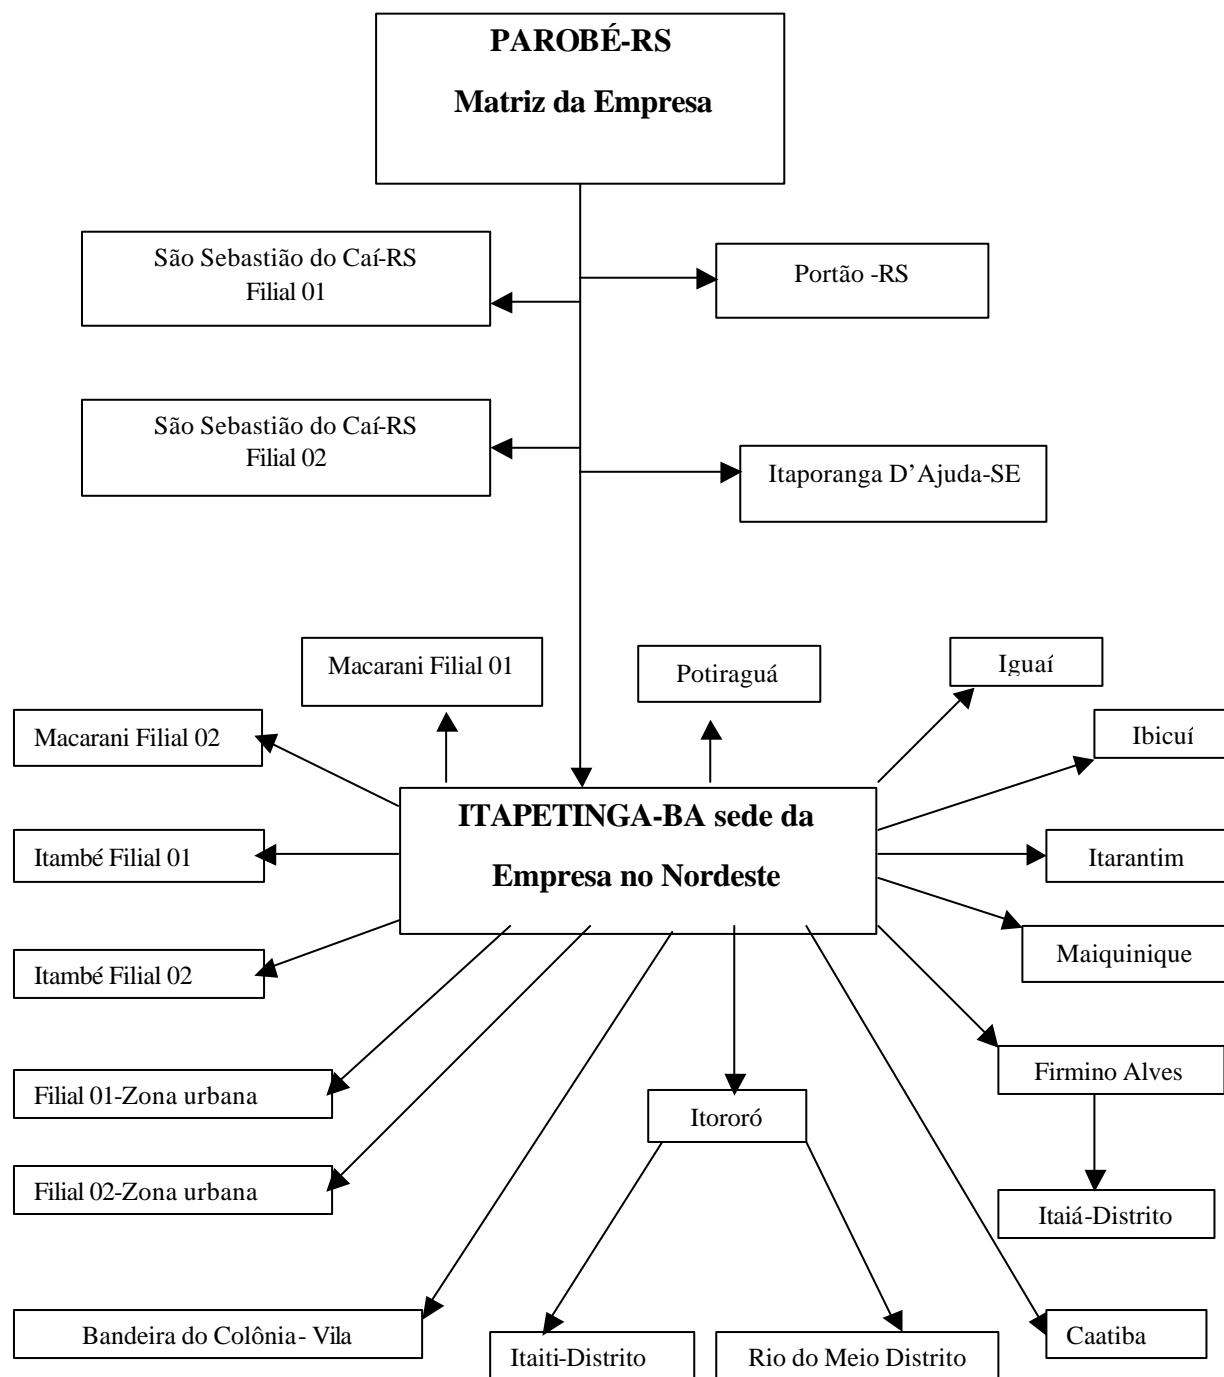 PAROBÉ-RS
Matriz da Empresa
São Sebastião do Caí-RS
Filial 01
Portão -RS
São Sebastião do Caí-RS
Filial 02
Itaporanga D’Ajuda-SE
Macarani Filial 01
Potiraguá
Iguaí
Macarani Filial 02
Ibicuí
ITAPETINGA-BA sede da
Empresa no Nordeste
Itambé Filial 01
Itarantim
Itambé Filial 02
Maiquinique
Filial 01-Zona urbana
Firmino Alves
Itororó
Filial 02-Zona urbana
Itaiá-Distrito
Bandeira do Colônia- Vila
Itaiti-Distrito
Rio do Meio Distrito
Caatiba